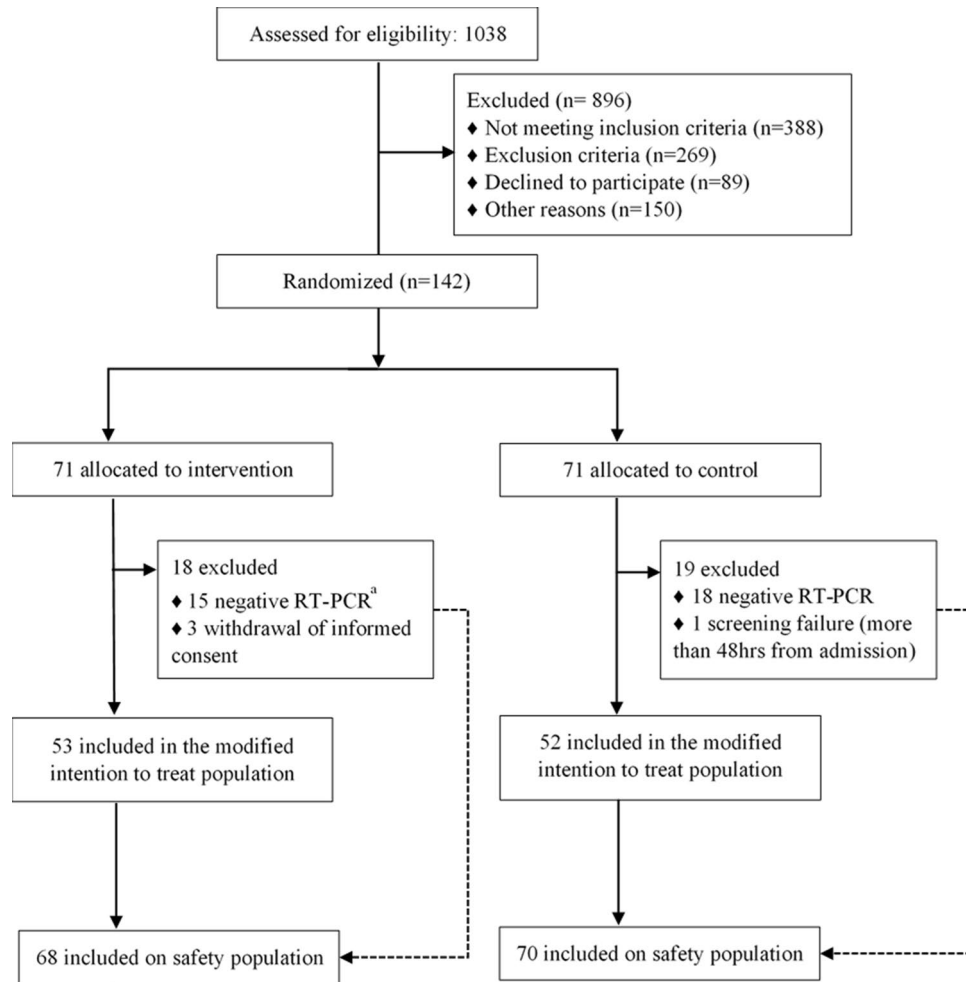 Assessed for eligibility: 1038
Excluded (n= 896)
♦ Not meeting inclusion criteria (n=388)
♦ Exclusion criteria (n=269)
♦ Declined to participate (n=89)
♦ Other reasons (n=150)
Randomized (n=142)
71 allocated to intervention
71 allocated to control
18 excluded
♦ 15 negative RT-PCRa
♦ 3 withdrawal of informed
consent
19 excluded
♦ 18 negative RT-PCR
♦ 1 screening failure (more
than 48hrs from admission)
53 included in the modified
intention to treat population
52 included in the modified
intention to treat population
68 included on safety population
70 included on safety population